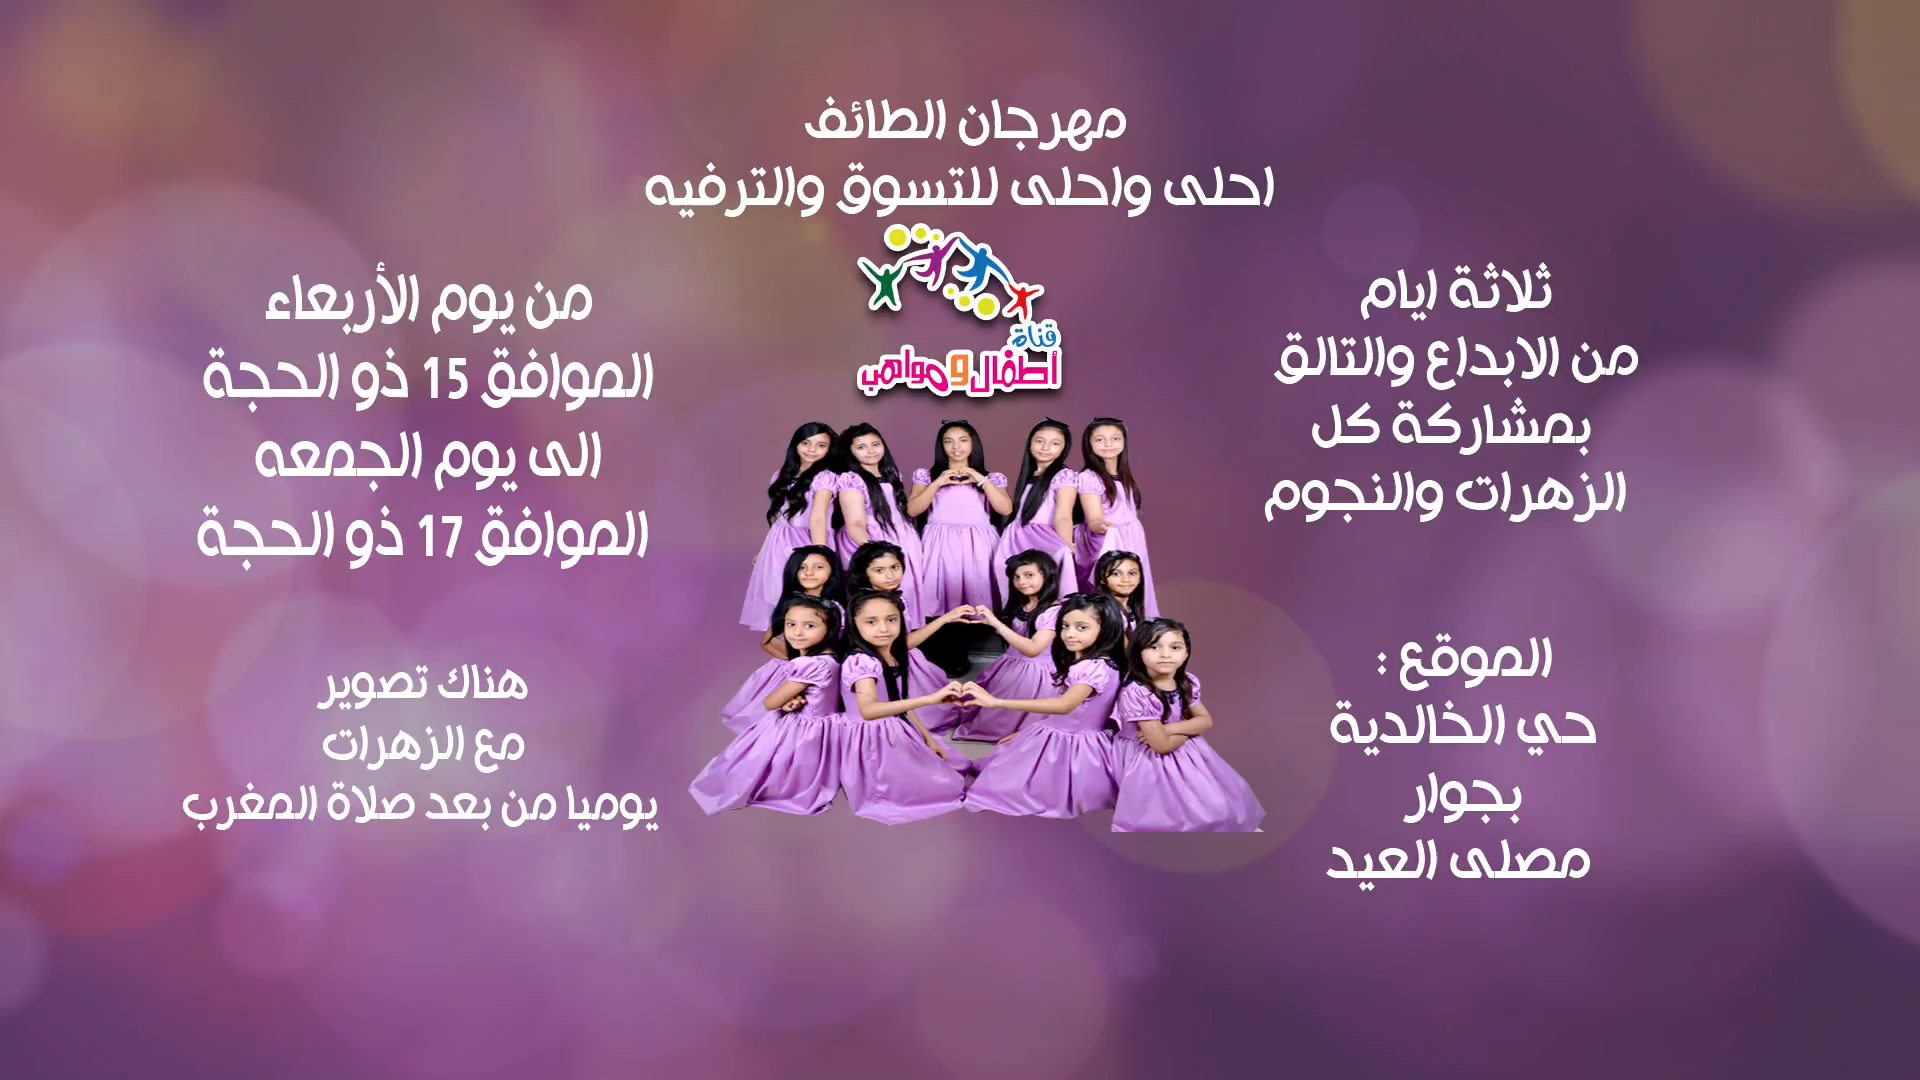 مهرجان الطائف
احلى واحلى للتسوق والترفيه
قناة
أطفال ومواهب
ثلاثة ايام
من الابداع والتالق
بمشاركة كل
الزهرات والنجوم
الموقع :
حي الخالدية
بجوار
مصلى العيد
من يوم الأربعاء
الموافق 15 ذو الحجة
الى يوم الجمعه
الموافق 17 ذو الحجة
هناك تصوير
مع الزهرات
يوميا من بعد صلاة المغرب